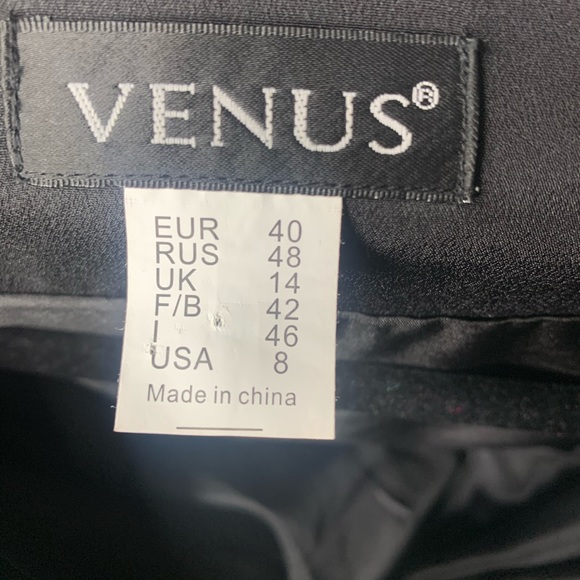 VENUS®
EUR 40
RUS 48
UK 14
F/B 42
I 46
USA 8
Made in china